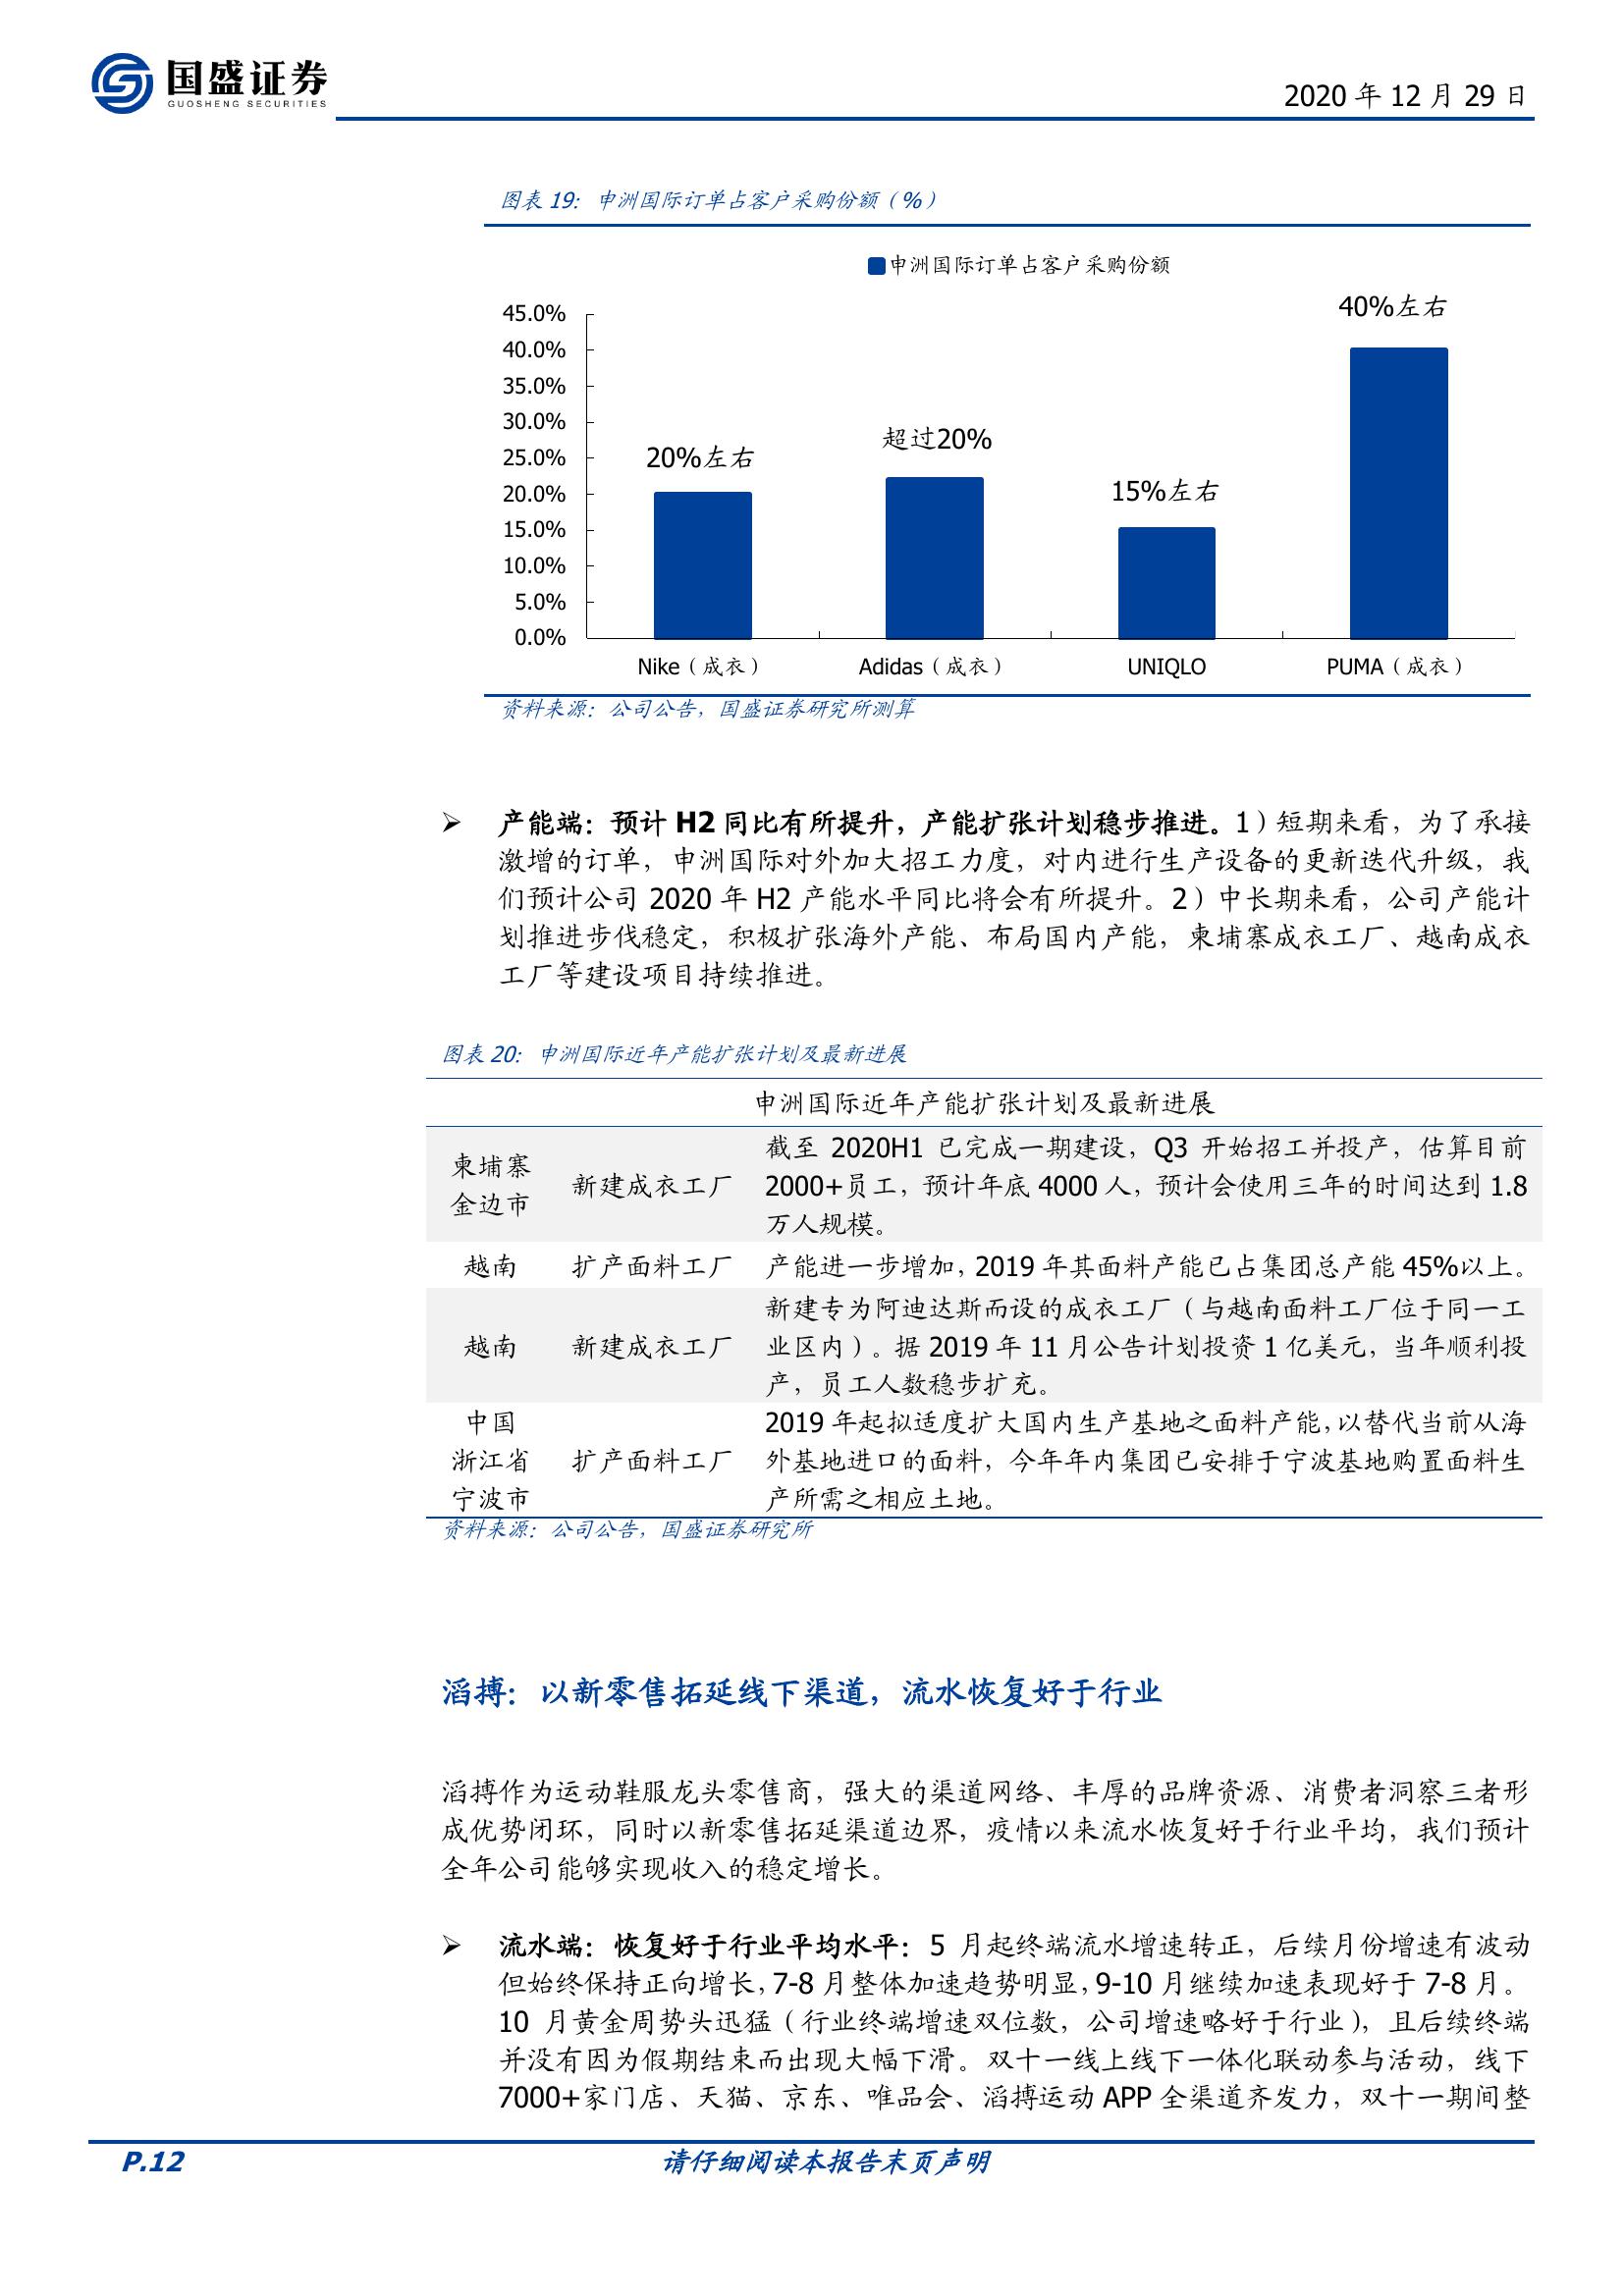 国盛证券
GUOSHENG SECURITIES
2020 年 12 月 29 日
图表 19：申洲国际订单占客户采购份额（%）
申洲国际订单占客户采购份额
45.0%
40.0%
35.0%
30.0%
25.0%
20.0%
15.0%
10.0%
5.0%
0.0%
20%左右
超过20%
15%左右
40%左右
Nike（成衣）
Adidas（成衣）
UNIQLO
PUMA（成衣）
资料来源：公司公告，国盛证券研究所测算
➢ 产能端：预计 H2 同比有所提升，产能扩张计划稳步推进。1）短期来看，为了承接
激增的订单，申洲国际对外加大招工力度，对内进行生产设备的更新迭代升级，我
们预计公司 2020 年 H2 产能水平同比将会有所提升。2）中长期来看，公司产能计
划推进步伐稳定，积极扩张海外产能、布局国内产能，柬埔寨成衣工厂、越南成衣
工厂等建设项目持续推进。
图表 20：申洲国际近年产能扩张计划及最新进展
申洲国际近年产能扩张计划及最新进展
柬埔寨
金边市
新建成衣工厂
截至 2020H1 已完成一期建设，Q3 开始招工并投产，估算目前
2000+员工，预计年底 4000 人，预计会使用三年的时间达到 1.8
万人规模。
越南
扩产面料工厂
产能进一步增加，2019 年其面料产能已占集团总产能 45%以上。
越南
新建成衣工厂
新建专为阿迪达斯而设的成衣工厂（与越南面料工厂位于同一工
业区内）。据 2019 年 11 月公告计划投资 1 亿美元，当年顺利投
产，员工人数稳步扩充。
中国
浙江省
宁波市
扩产面料工厂
2019 年起拟适度扩大国内生产基地之面料产能，以替代当前从海
外基地进口的面料，今年年内集团已安排于宁波基地购置面料生
产所需之相应土地。
资料来源：公司公告，国盛证券研究所
滔搏：以新零售拓延线下渠道，流水恢复好于行业
滔搏作为运动鞋服龙头零售商，强大的渠道网络、丰厚的品牌资源、消费者洞察三者形
成优势闭环，同时以新零售拓延渠道边界，疫情以来流水恢复好于行业平均，我们预计
全年公司能够实现收入的稳定增长。
➢ 流水端：恢复好于行业平均水平：5 月起终端流水增速转正，后续月份增速有波动
但始终保持正向增长，7-8 月整体加速趋势明显，9-10 月继续加速表现好于 7-8 月。
10 月黄金周势头迅猛（行业终端增速双位数，公司增速略好于行业），且后续终端
并没有因为假期结束而出现大幅下滑。双十一线上线下一体化联动参与活动，线下
7000+家门店、天猫、京东、唯品会、滔搏运动 APP 全渠道齐发力，双十一期间整
P.12
请仔细阅读本报告末页声明